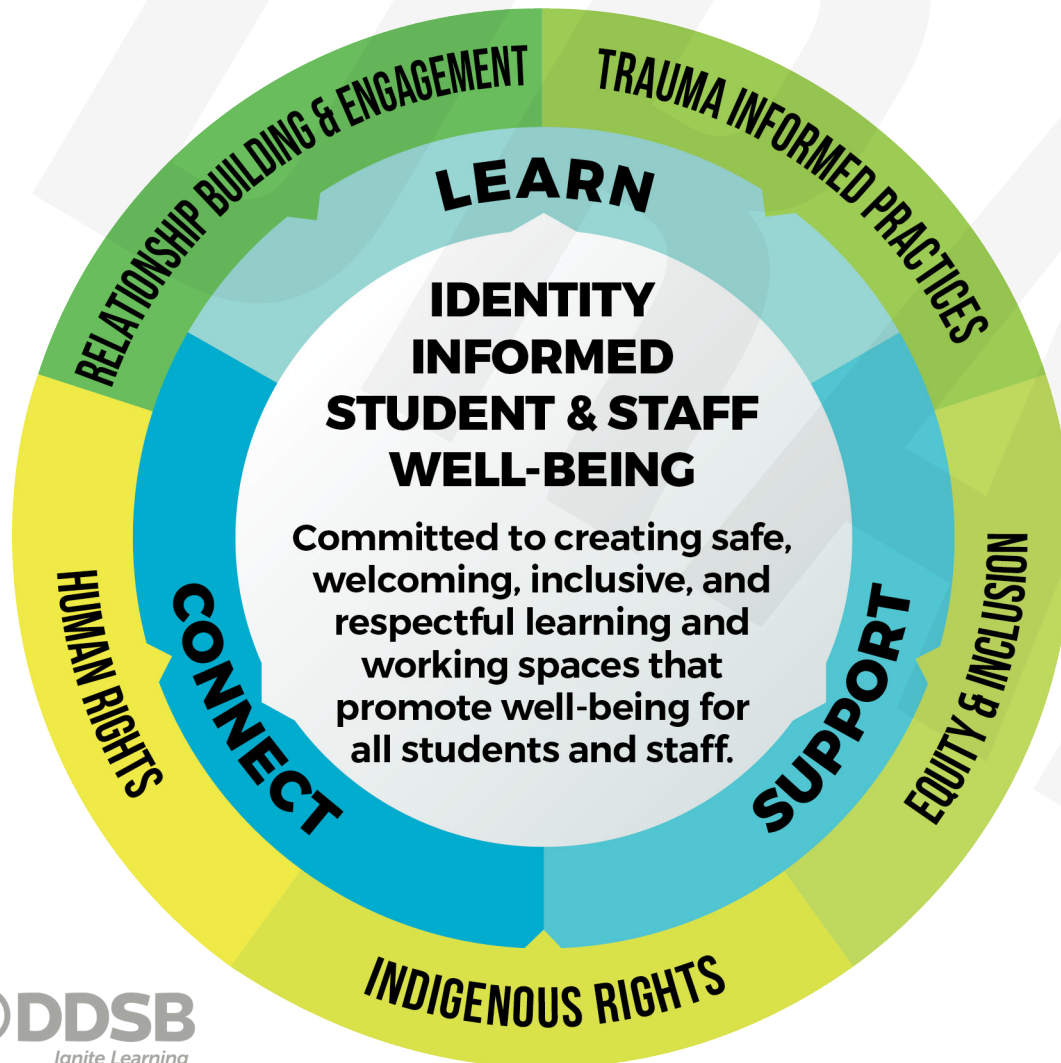 RELATIONSHIP BUILDING & ENGAGEMENT
TRAUMA INFORMED PRACTICES
LEARN
IDENTITY
INFORMED
STUDENT & STAFF
WELL-BEING
Committed to creating safe,
welcoming, inclusive, and
respectful learning and
working spaces that
promote well-being for
all students and staff.
CONNECT
SUPPORT
HUMAN RIGHTS
EQUITY & INCLUSION
INDIGENOUS RIGHTS
DDSB
Ignite Learning